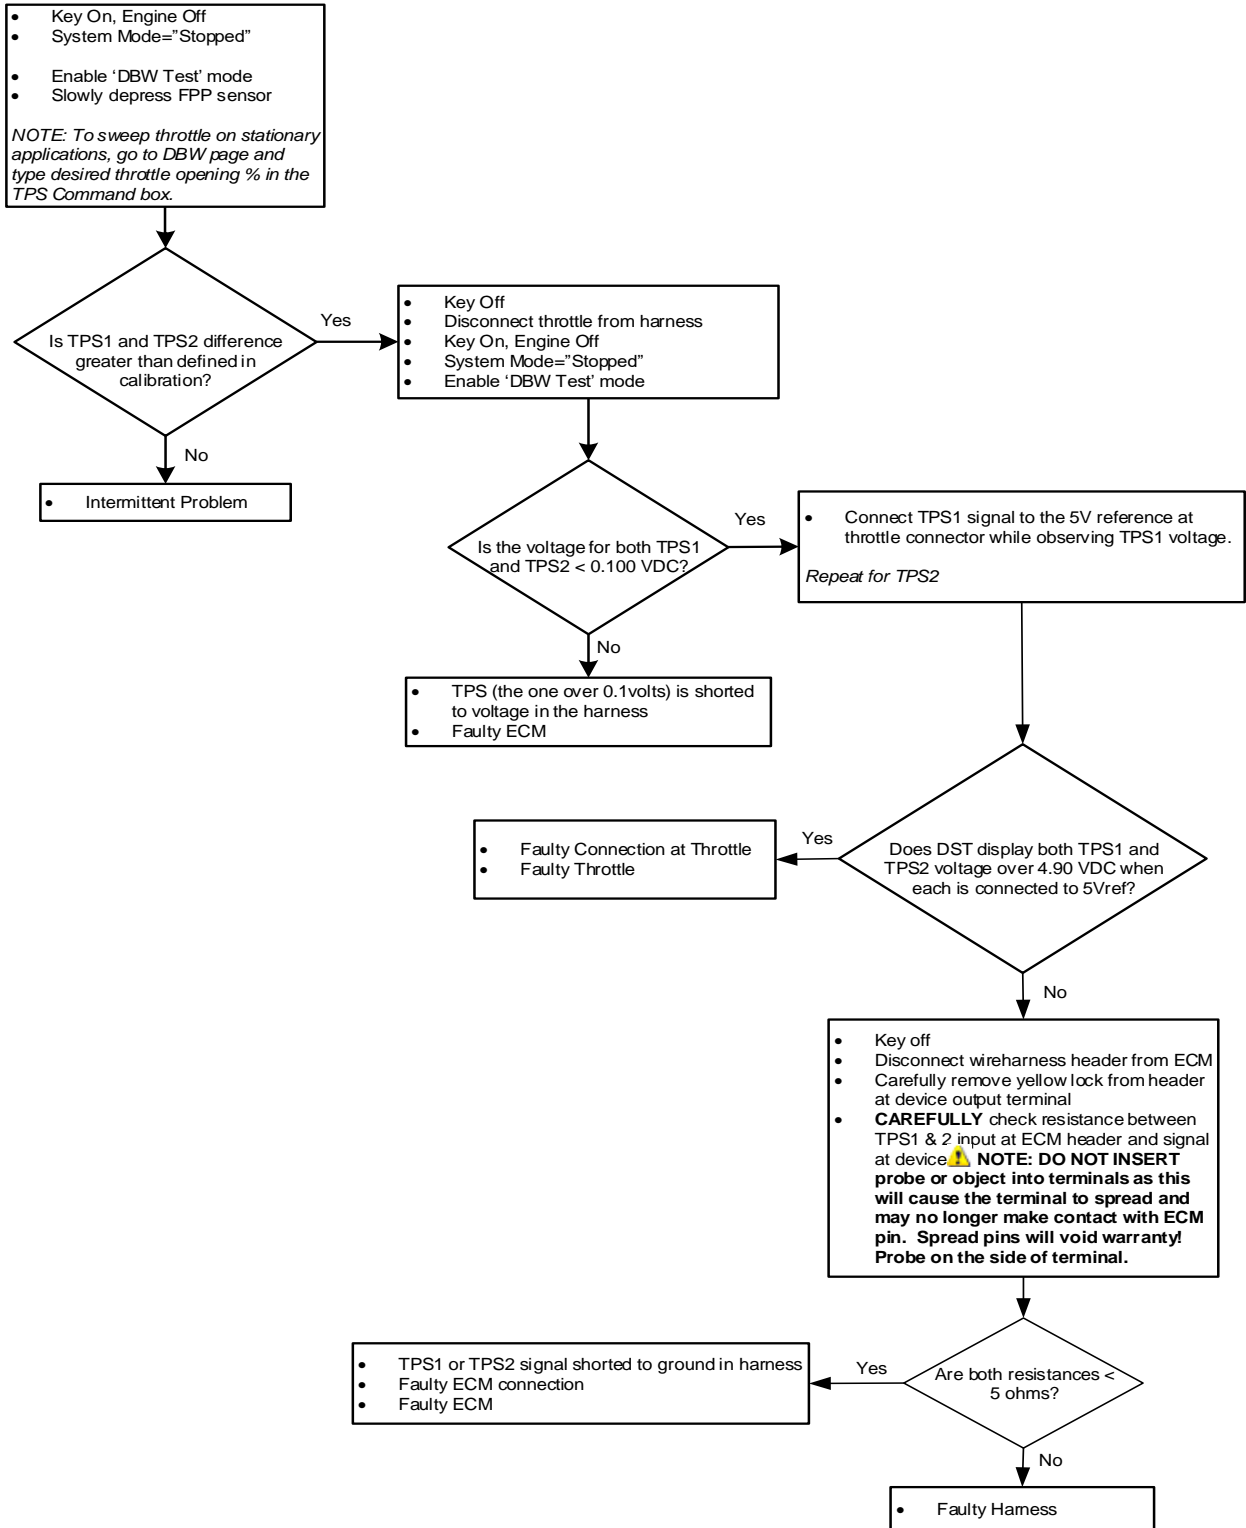 • Key On, Engine Off
• System Mode=”Stopped”
• Enable ‘DBW Test’ mode
• Slowly depress FPP sensor
NOTE: To sweep throttle on stationary
applications, go to DBW page and
type desired throttle opening % in the
TPS Command box.
Is TPS1 and TPS2 difference
greater than defined in
calibration?
Yes
No
• Intermittent Problem
• Key Off
• Disconnect throttle from harness
• Key On, Engine Off
• System Mode=”Stopped”
• Enable ‘DBW Test’ mode
Is the voltage for both TPS1
and TPS2 < 0.100 VDC?
Yes
No
• TPS (the one over 0.1volts) is shorted
to voltage in the harness
• Faulty ECM
• Connect TPS1 signal to the 5V reference at
throttle connector while observing TPS1 voltage.
Repeat for TPS2
Does DST display both TPS1 and
TPS2 voltage over 4.90 VDC when
each is connected to 5Vref?
Yes
• Faulty Connection at Throttle
• Faulty Throttle
No
• Key off
• Disconnect wireharness header from ECM
• Carefully remove yellow lock from header
at device output terminal
• CAREFULLY check resistance between
TPS1 & 2 input at ECM header and signal
at device NOTE: DO NOT INSERT
probe or object into terminals as this
will cause the terminal to spread and
may no longer make contact with ECM
pin. Spread pins will void warranty!
Probe on the side of terminal.
Are both resistances <
5 ohms?
Yes
• TPS1 or TPS2 signal shorted to ground in harness
• Faulty ECM connection
• Faulty ECM
No
• Faulty Harness